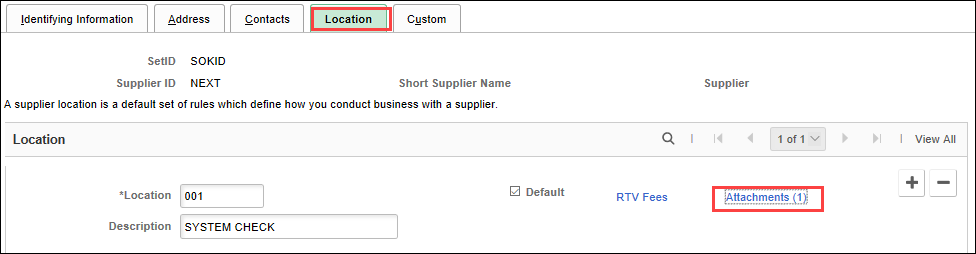 Identifying Information Address Contacts Location Custom
SetID SOKID
Supplier ID NEXT Short Supplier Name Supplier
A supplier location is a default set of rules which define how you conduct business with a supplier.
Location 1 of 1 View All
*Location 001 Default RTV Fees Attachments (1)
Description SYSTEM CHECK